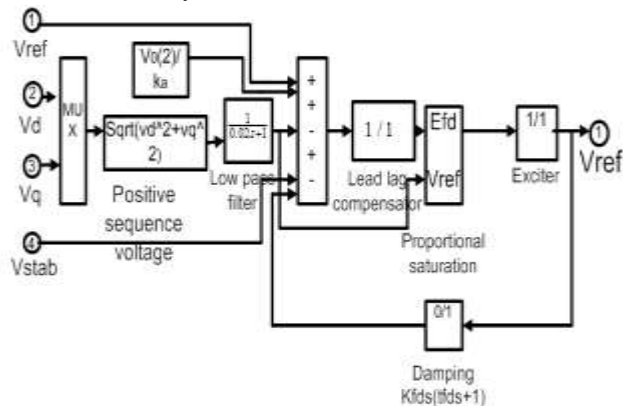 1
Vref
2
Vd
3
Vq
4
Vstab
MU
X
V0(2)/
ka
Sqrt(vd^2+vq^
2)
Positive
sequence
voltage
1
0.02s+1
Low pass
filter
+
+
-
+
-
1 / 1
Lead lag
compensator
Efd
Vref
Proportional
saturation
1/1
Exciter
1
Vref
0/1
Damping
Kfds(tfds+1)